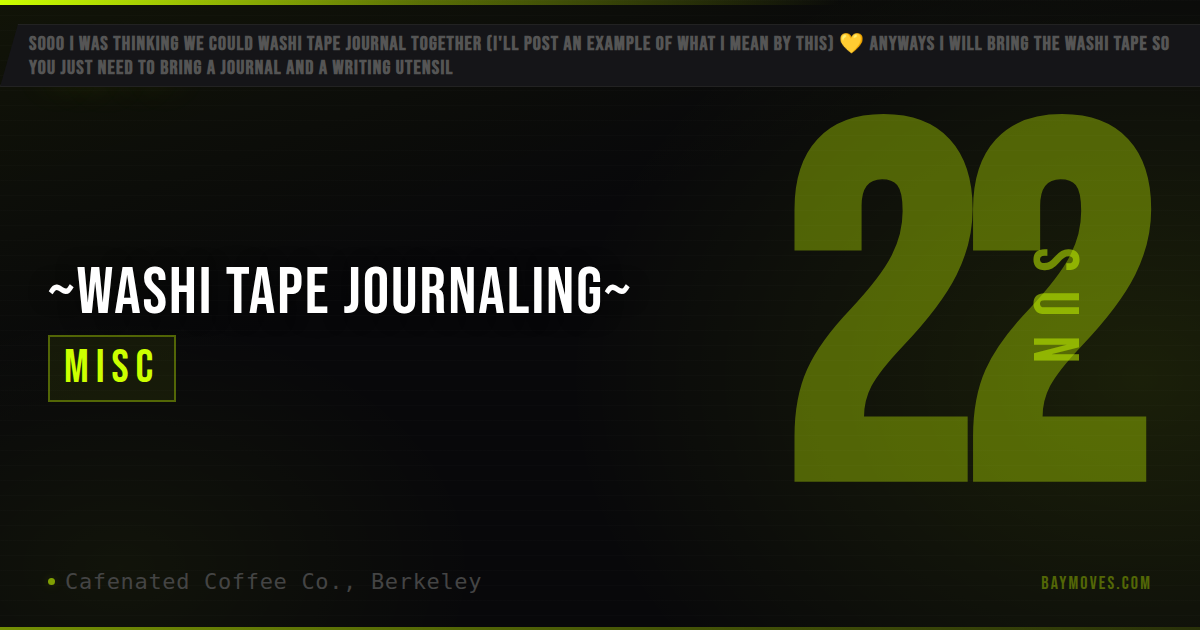 SOOO I WAS THINKING WE COULD WASHI TAPE JOURNAL TOGETHER (I'LL POST AN EXAMPLE OF WHAT I MEAN BY THIS) 💛 ANYWAYS I WILL BRING THE WASHI TAPE SO
YOU JUST NEED TO BRING A JOURNAL AND A WRITING UTENSIL
22
SUN
~WASHI TAPE JOURNALING~
MISC
Cafenated Coffee Co., Berkeley
BAYMOVES.COM